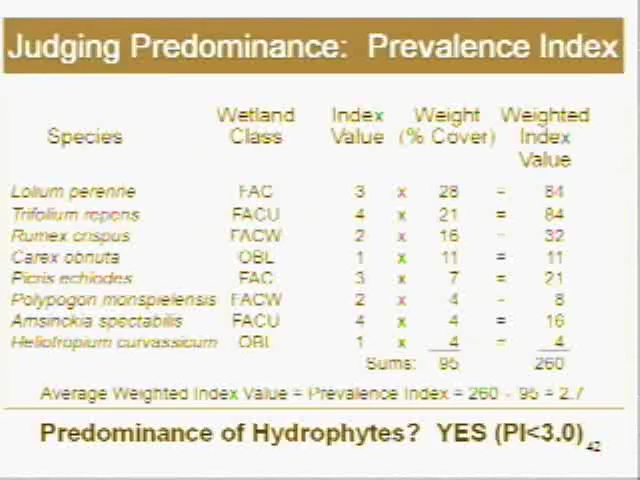 Judging Predominance: Prevalence Index
Wetland Index Weight Weighted
Species Class Value (% Cover) Index
Value
Lolium perenne FAC 3 x 28 = 84
Trifolium repens FACU 4 x 21 = 84
Rumex crispus FACW 2 x 16 = 32
Carex obnuta OBL 1 x 11 = 11
Picris echiodes FAC 3 x 7 = 21
Polypogon monspielensis FACW 2 x 4 = 8
Amsinckia spectabilis FACU 4 x 4 = 16
Heliotropium curvassicum OBL 1 x 4 = 4
Sums: 95 260
Average Weighted Index Value = Prevalence Index = 260 ÷ 95 = 2.7
Predominance of Hydrophytes? YES (PI<3.0)
42